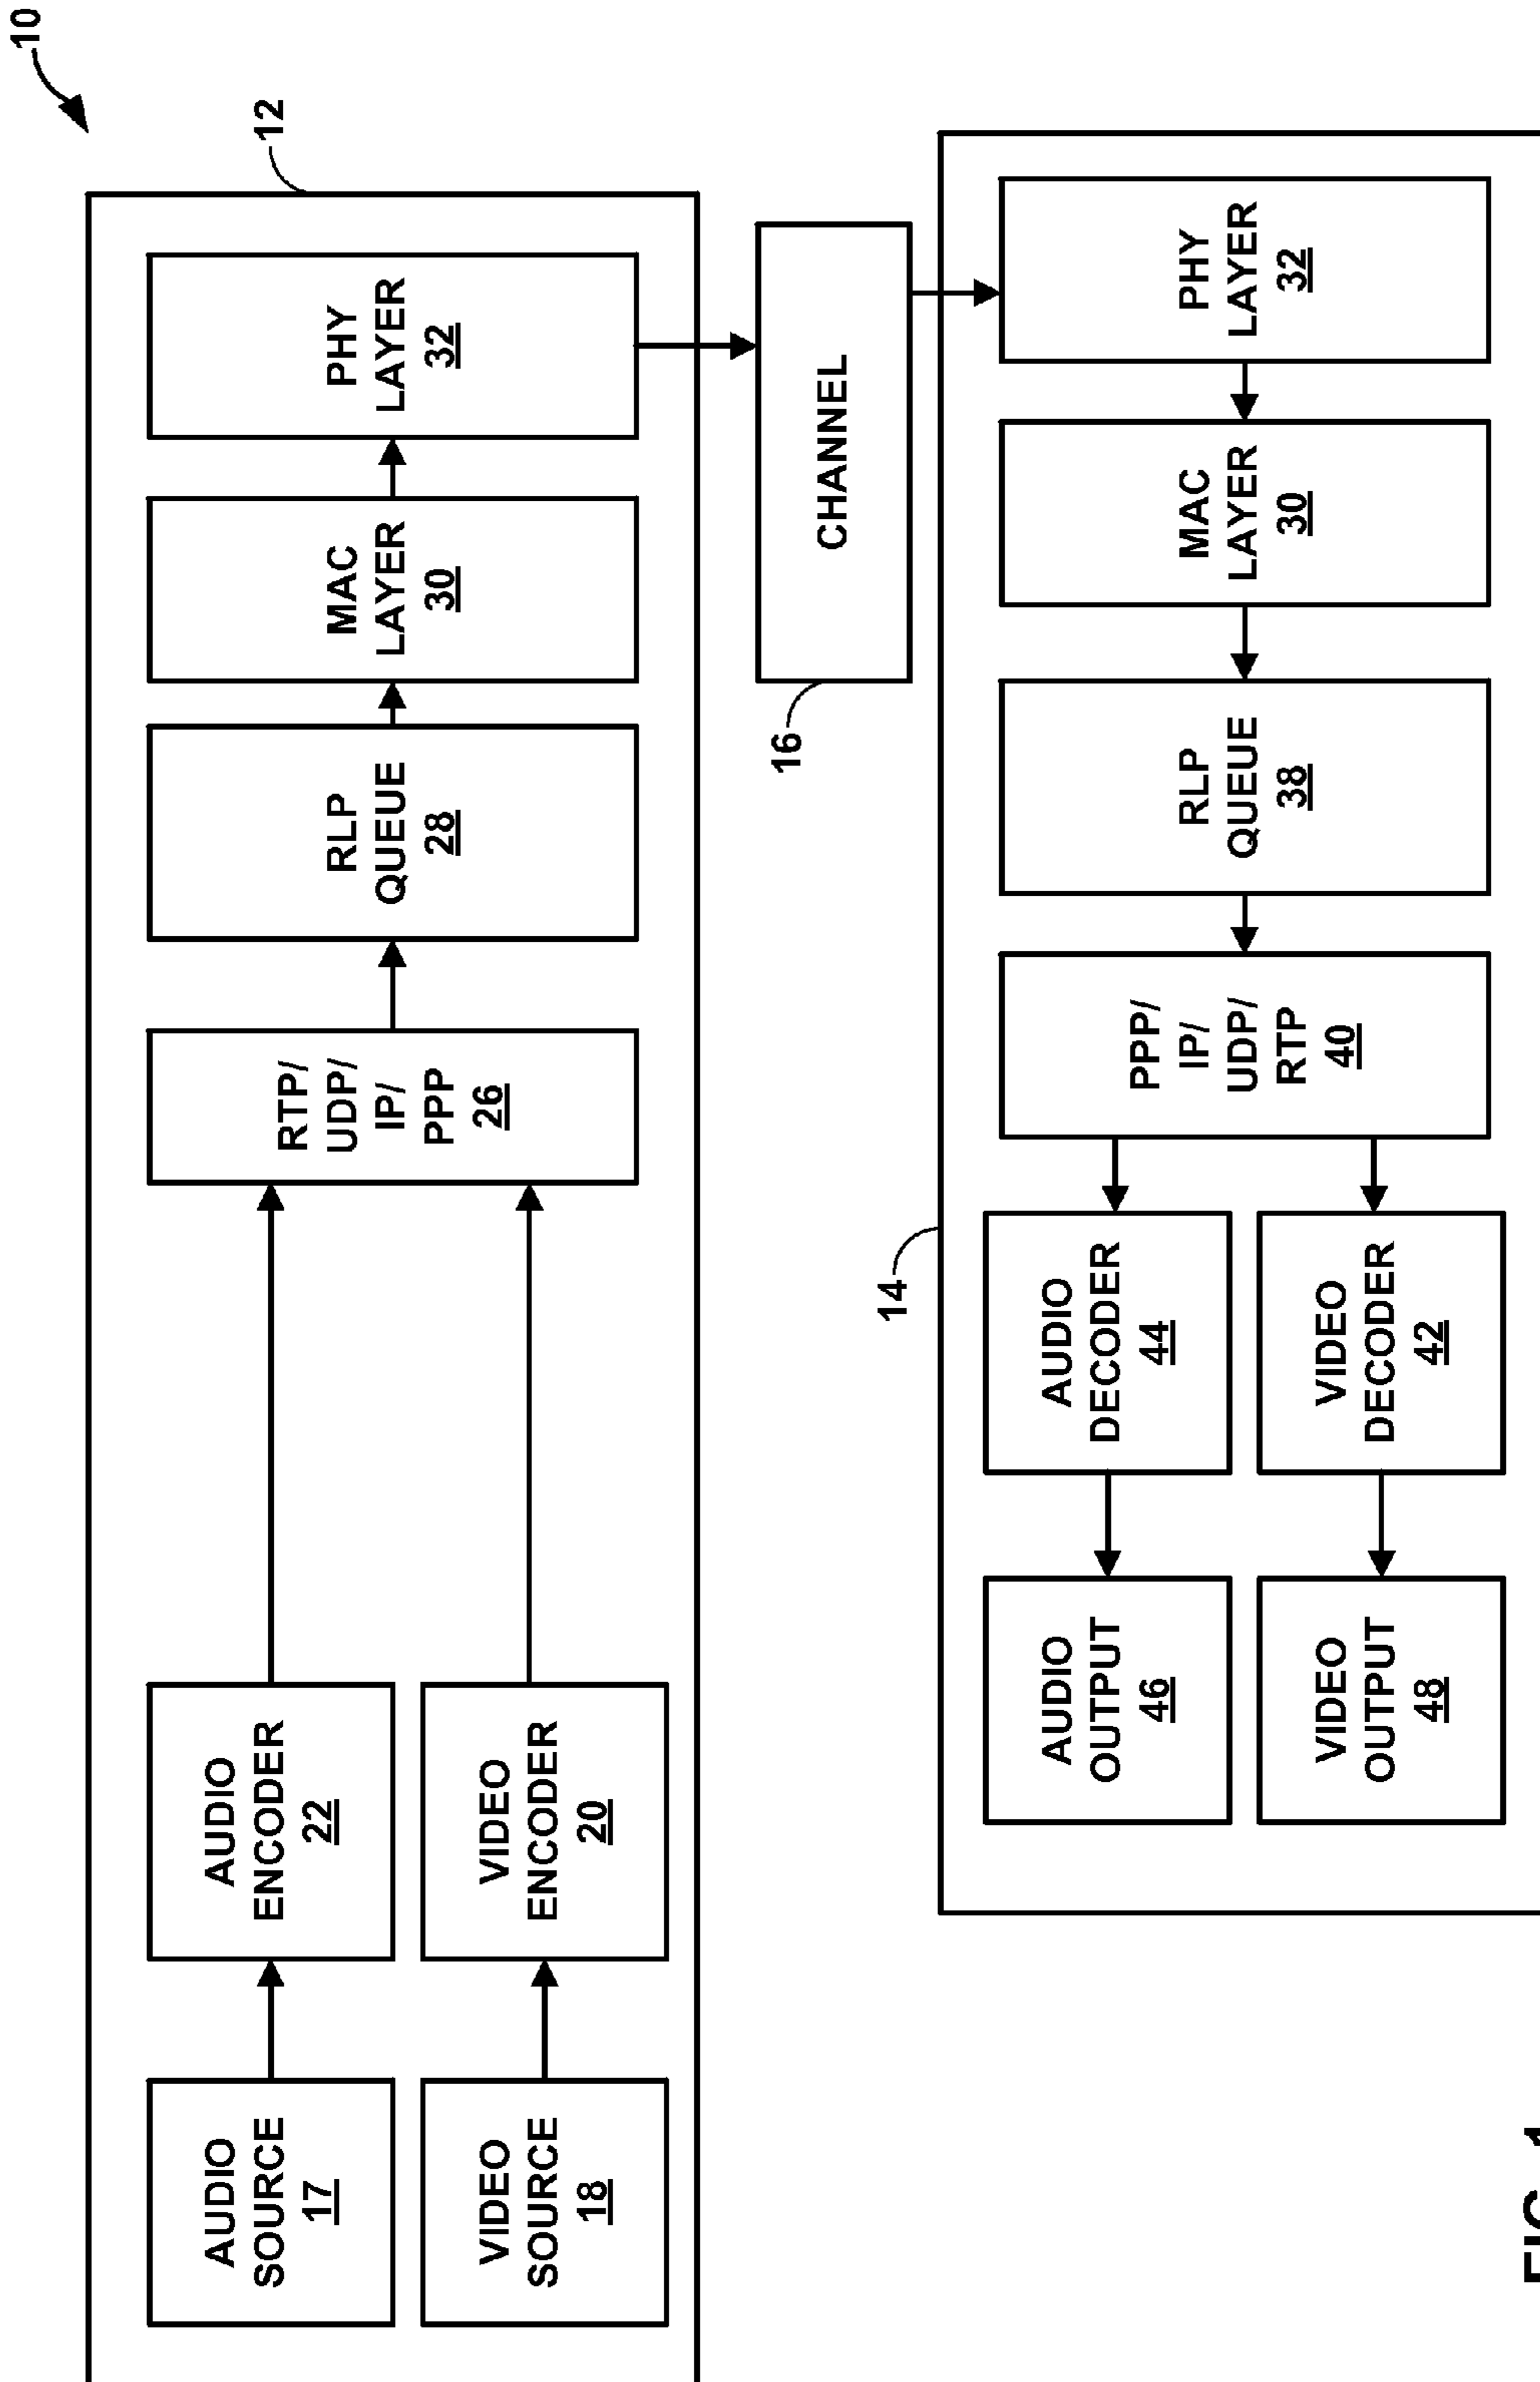 10
12
AUDIO
SOURCE
17
AUDIO
ENCODER
22
RTP/
UDP/
IP/
PPP
26
RLP
QUEUE
28
MAC
LAYER
30
PHY
LAYER
32
VIDEO
SOURCE
18
VIDEO
ENCODER
20
16
CHANNEL
14
AUDIO
OUTPUT
46
AUDIO
DECODER
44
PPP/
IP/
UDP/
RTP
40
RLP
QUEUE
38
MAC
LAYER
30
PHY
LAYER
32
VIDEO
OUTPUT
48
VIDEO
DECODER
42
FIG. 1